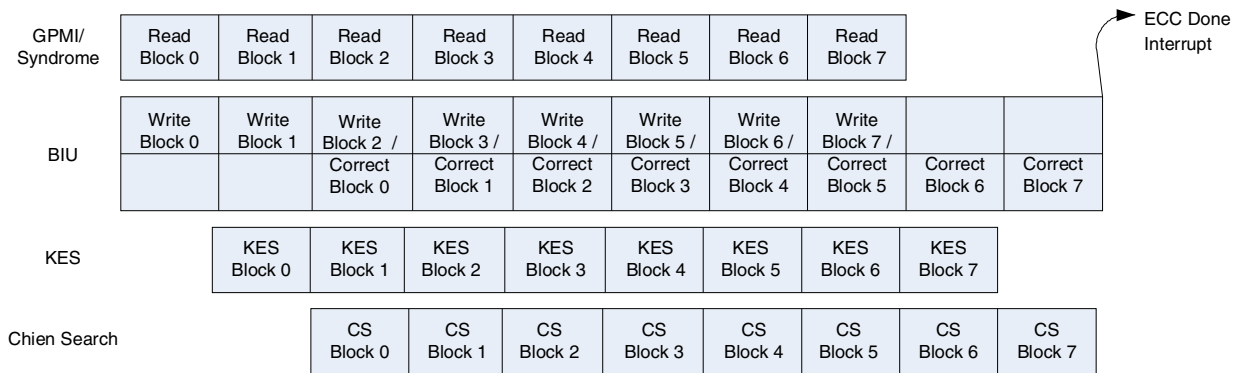 GPMI/
Syndrome
Read Read Read Read Read Read Read Read
Block 0 Block 1 Block 2 Block 3 Block 4 Block 5 Block 6 Block 7
ECC Done
Interrupt
BIU
Write Write Write Write Write Write Write Write
Block 0 Block 1 Block 2 / Block 3 / Block 4 / Block 5 / Block 6 / Block 7 /
Correct Correct Correct Correct Correct Correct Correct Correct
Block 0 Block 1 Block 2 Block 3 Block 4 Block 5 Block 6 Block 7
KES
KES KES KES KES KES KES KES KES
Block 0 Block 1 Block 2 Block 3 Block 4 Block 5 Block 6 Block 7
Chien Search
CS CS CS CS CS CS CS CS
Block 0 Block 1 Block 2 Block 3 Block 4 Block 5 Block 6 Block 7